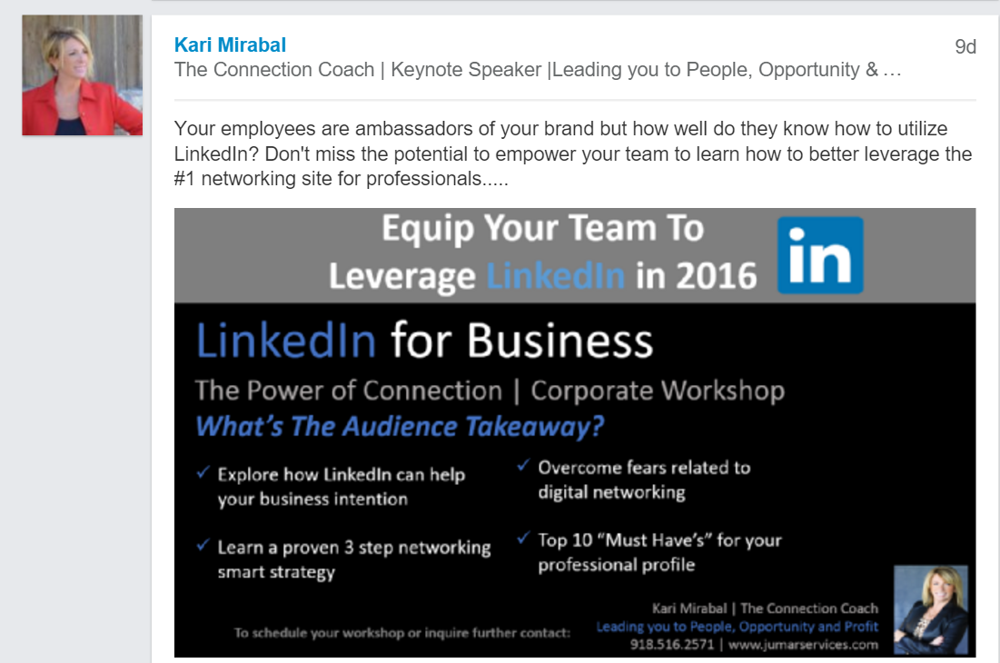 Kari Mirabal
9d
The Connection Coach | Keynote Speaker |Leading you to People, Opportunity & …
Your employees are ambassadors of your brand but how well do they know how to utilize
LinkedIn? Don't miss the potential to empower your team to learn how to better leverage the
#1 networking site for professionals.....
Equip Your Team To
Leverage LinkedIn in 2016
in
LinkedIn for Business
The Power of Connection | Corporate Workshop
What's The Audience Takeaway?
✓ Explore how LinkedIn can help
your business intention
✓ Learn a proven 3 step networking
smart strategy
✓ Overcome fears related to
digital networking
✓ Top 10 “Must Have’s” for your
professional profile
To schedule your workshop or inquire further contact:
Kari Mirabal | The Connection Coach
Leading you to People, Opportunity and Profit
918.516.2571 | www.jumarservices.com